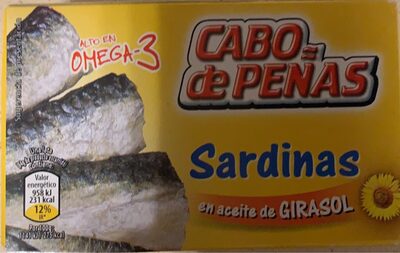 ALTO EN
OMEGA-3
CABO
de PEÑAS
Sardinas
en aceite de GIRASOL
Valor
energético
958 kJ
231 kcal
12%